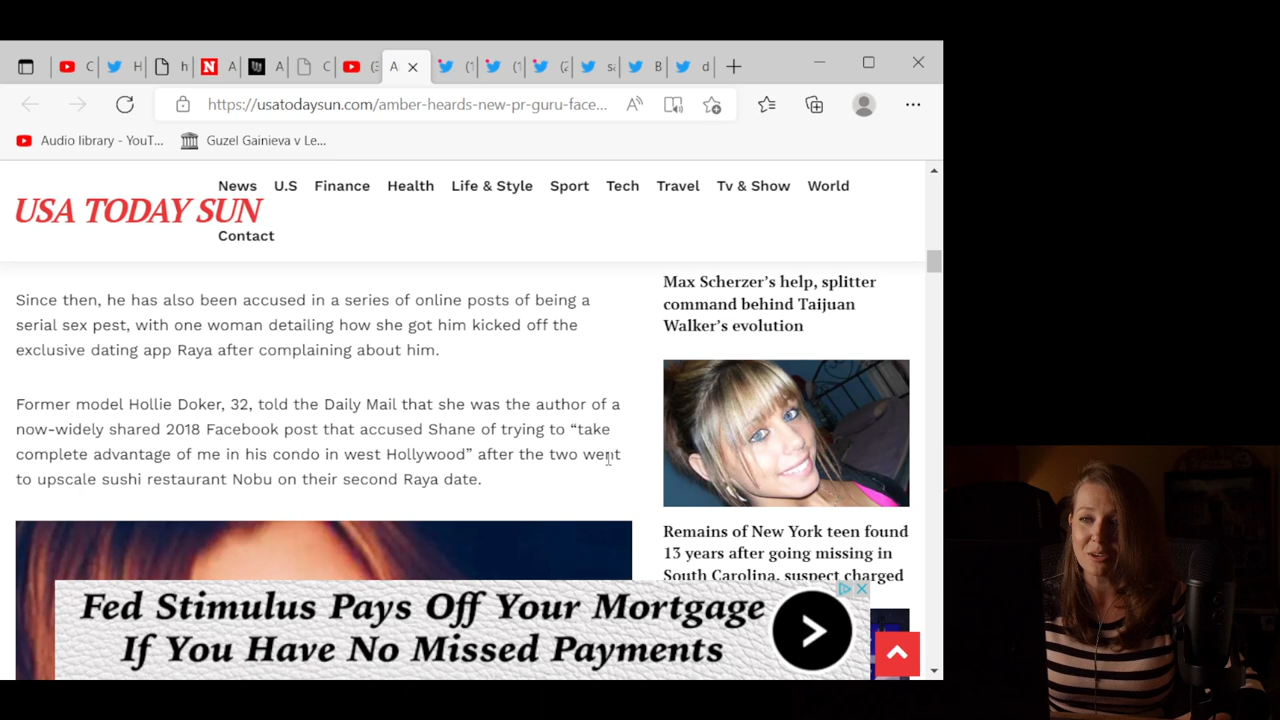 C
H
h
A
A
C
(3
A
(1
(1
(2
sa
B
d
https://usatodaysun.com/amber-heards-new-pr-guru-face...
Audio library - YouT...
Guzel Gainieva v Le...
News U.S Finance Health Life & Style Sport Tech Travel Tv & Show World
USA TODAY SUN
Contact
Since then, he has also been accused in a series of online posts of being a
serial sex pest, with one woman detailing how she got him kicked off the
exclusive dating app Raya after complaining about him.
Former model Hollie Doker, 32, told the Daily Mail that she was the author of a
now-widely shared 2018 Facebook post that accused Shane of trying to “take
complete advantage of me in his condo in west Hollywood” after the two went
to upscale sushi restaurant Nobu on their second Raya date.
Max Scherzer’s help, splitter
command behind Taijuan
Walker’s evolution
Remains of New York teen found
13 years after going missing in
South Carolina, suspect charged
Fed Stimulus Pays Off Your Mortgage
If You Have No Missed Payments